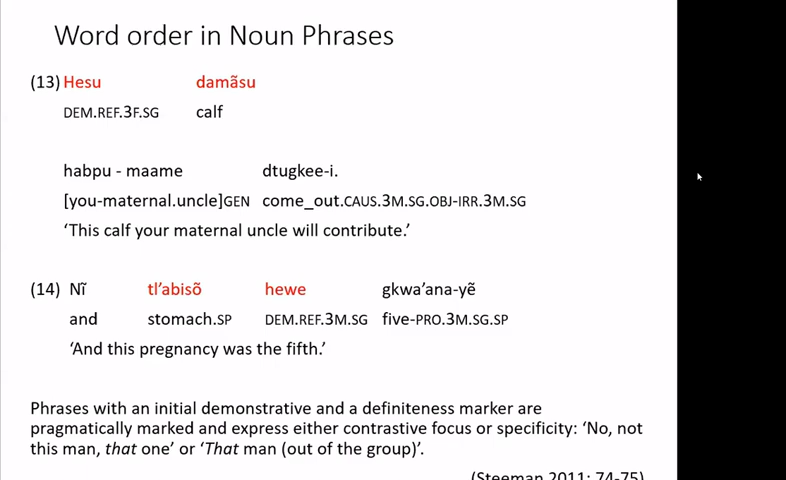 Word order in Noun Phrases
(13) Hesu damãsu
DEM.REF.3F.SG calf
habpu - maame dtugkee-i.
[you-maternal.uncle]GEN come_out.CAUS.3M.SG.OBJ-IRR.3M.SG
‘This calf your maternal uncle will contribute.’
(14) Nĩ tl’abisõ hewe gkwa’ana-yẽ
and stomach.SP DEM.REF.3M.SG five-PRO.3M.SG.SP
‘And this pregnancy was the fifth.’
Phrases with an initial demonstrative and a definiteness marker are
pragmatically marked and express either contrastive focus or specificity: ‘No, not
this man, that one’ or ‘That man (out of the group)’.
(Steeman 2011: 74-75)